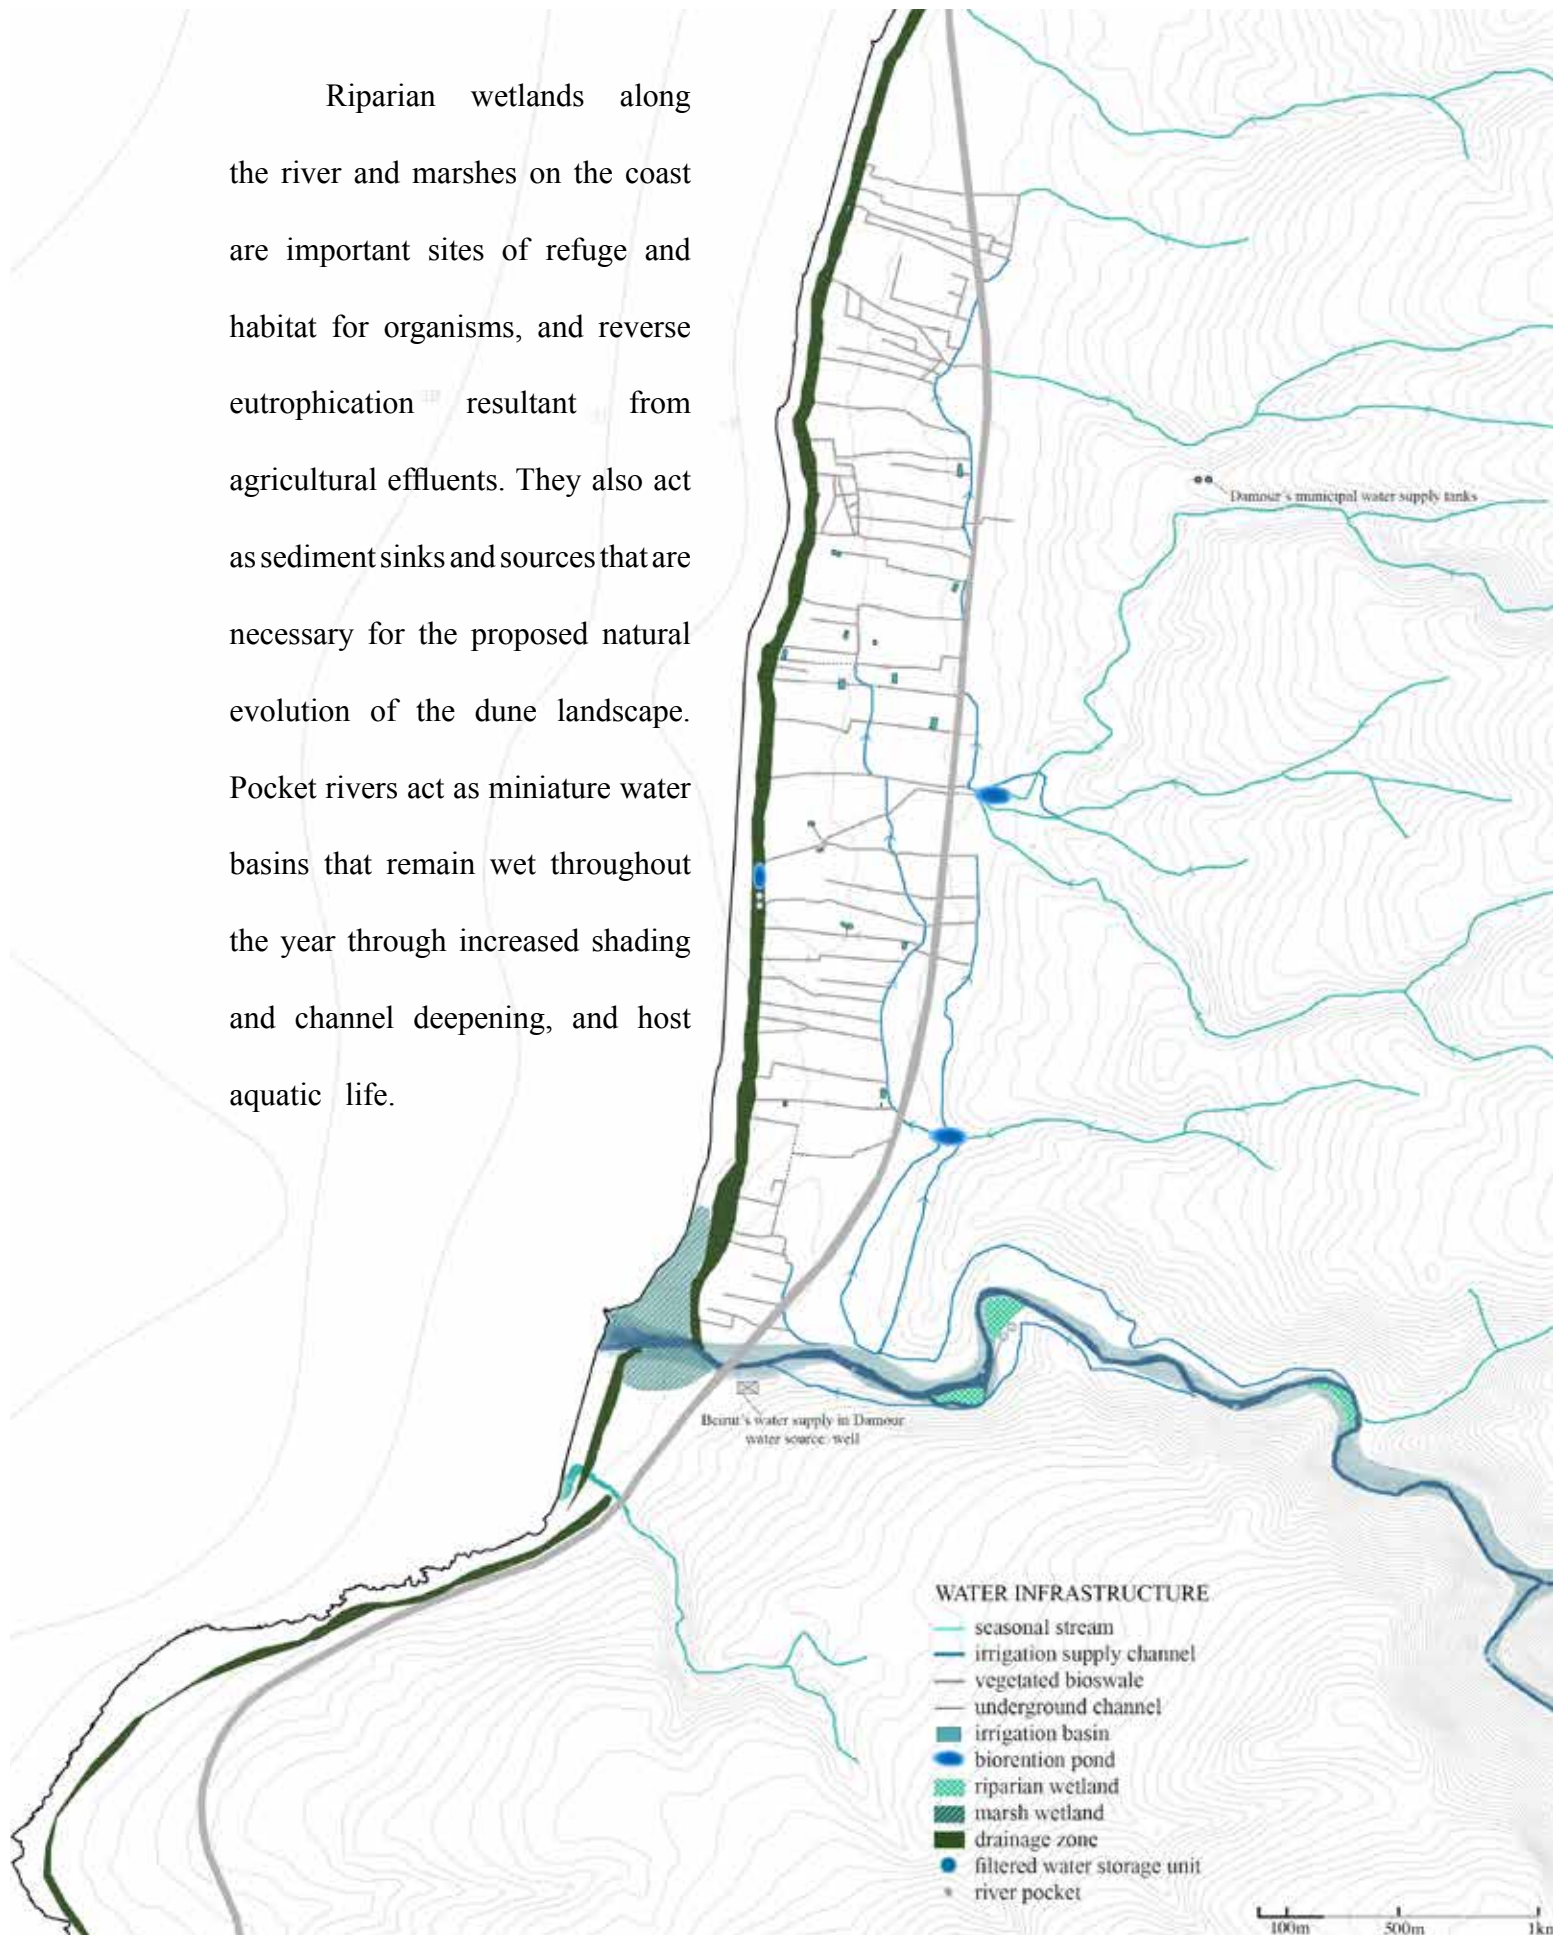 Riparian wetlands along
the river and marshes on the coast
are important sites of refuge and
habitat for organisms, and reverse
eutrophication resultant from
agricultural effluents. They also act
as sediment sinks and sources that are
necessary for the proposed natural
evolution of the dune landscape.
Pocket rivers act as miniature water
basins that remain wet throughout
the year through increased shading
and channel deepening, and host
aquatic life.
Damour's municipal water supply tanks
Beirut's water supply in Damour
water source: well
WATER INFRASTRUCTURE
seasonal stream
irrigation supply channel
vegetated bioswale
underground channel
irrigation basin
biorention pond
riparian wetland
marsh wetland
drainage zone
filtered water storage unit
river pocket
100m 500m 1km